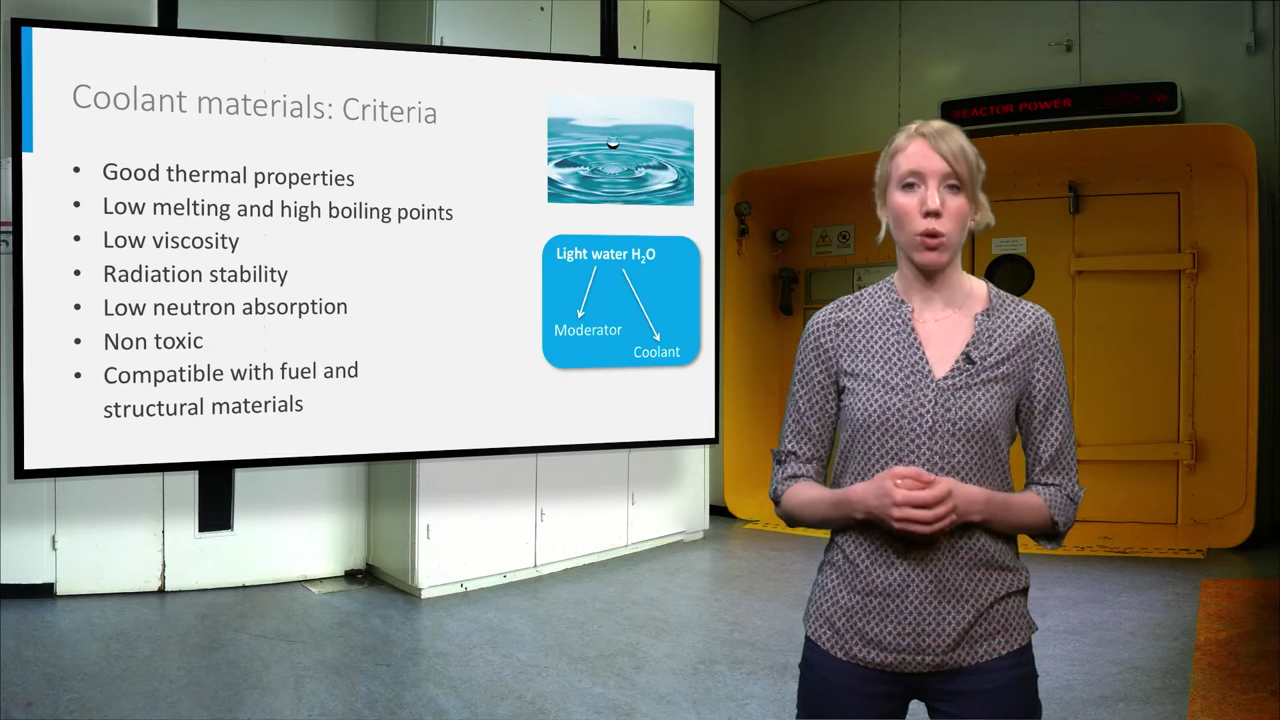 Coolant materials: Criteria
• Good thermal properties
• Low melting and high boiling points
• Low viscosity
• Radiation stability
• Low neutron absorption
• Non toxic
• Compatible with fuel and
structural materials
Light water H₂O
Moderator
Coolant
REACTOR POWER